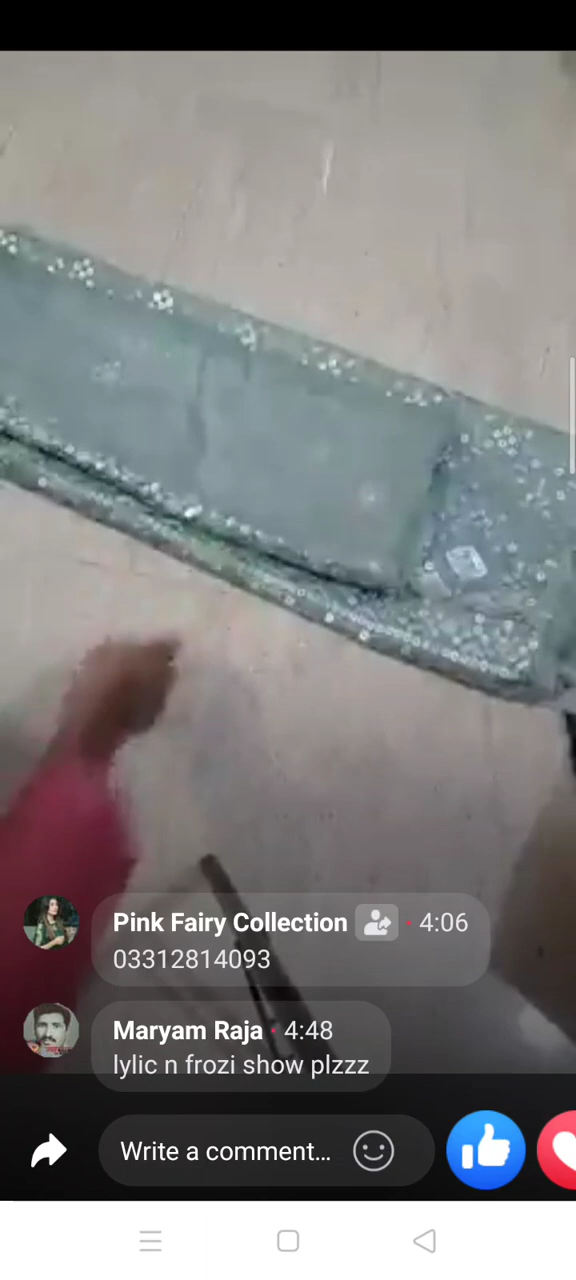 Pink Fairy Collection · 4:06
03312814093
Maryam Raja · 4:48
lylic n frozi show plzzz
Write a comment...